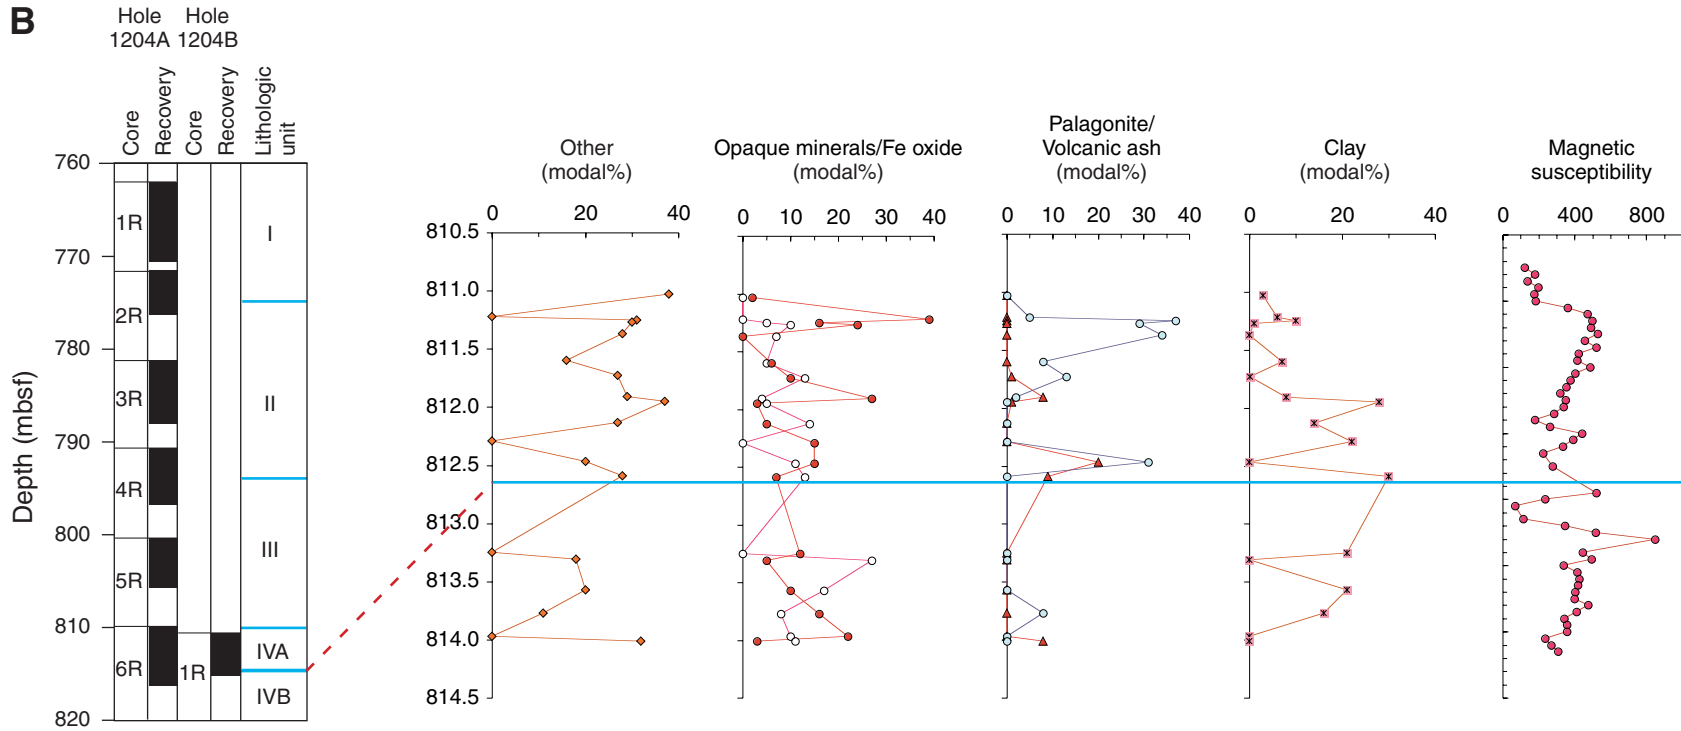 B
Hole Hole
1204A 1204B
Core
Recovery
Core
Recovery
Lithologic
unit
Depth (mbsf)
760
770
780
790
800
810
820
1R
2R
3R
4R
5R
6R
1R
I
II
III
IVA
IVB
Other
(modal%)
0 20 40
810.5
811.0
811.5
812.0
812.5
813.0
813.5
814.0
814.5
Opaque minerals/Fe oxide
(modal%)
0 10 20 30 40
Palagonite/
Volcanic ash
(modal%)
0 10 20 30 40
Clay
(modal%)
0 20 40
Magnetic
susceptibility
0 400 800